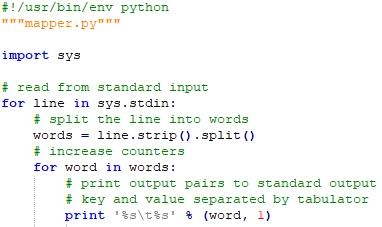 #!/usr/bin/env python
"""mapper.py"""
import sys
# read from standard input
for line in sys.stdin:
    # split the line into words
    words = line.strip().split()
    # increase counters
    for word in words:
        # print output pairs to standard output
        # key and value separated by tabulator
        print '%s\t%s' % (word, 1)